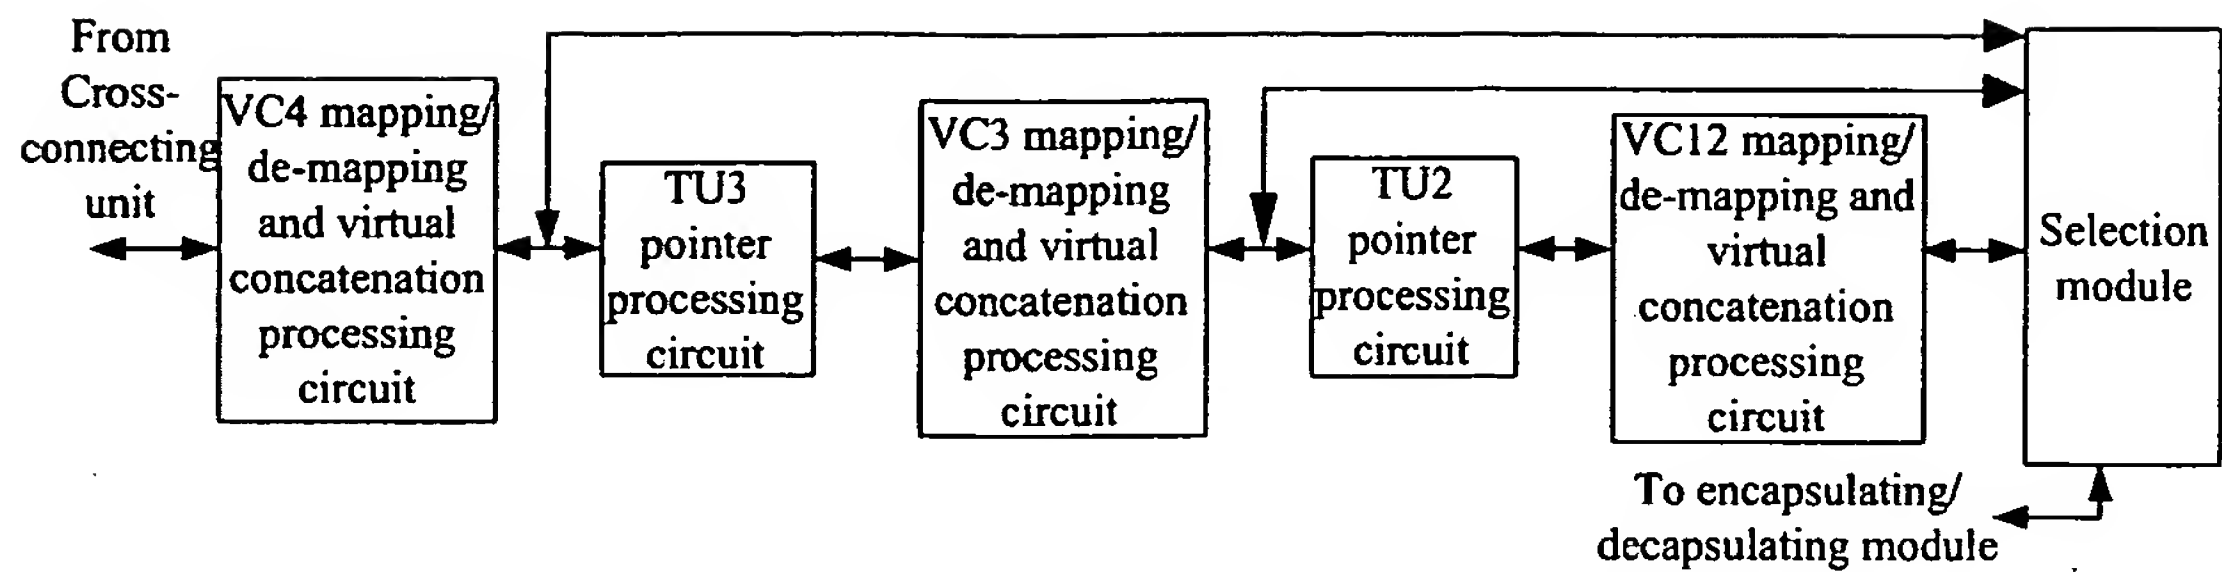 From
Cross-
connecting
unit
VC4 mapping/
de-mapping
and virtual
concatenation
processing
circuit
TU3
pointer
processing
circuit
VC3 mapping/
de-mapping
and virtual
concatenation
processing
circuit
TU2
pointer
processing
circuit
VC12 mapping/
de-mapping and
virtual
concatenation
processing
circuit
Selection
module
To encapsulating/
decapsulating module